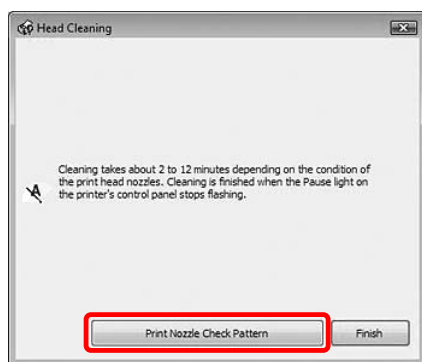 Head Cleaning
Cleaning takes about 2 to 12 minutes depending on the condition of
the print head nozzles. Cleaning is finished when the Pause light on
the printer's control panel stops flashing.
Print Nozzle Check Pattern
Finish